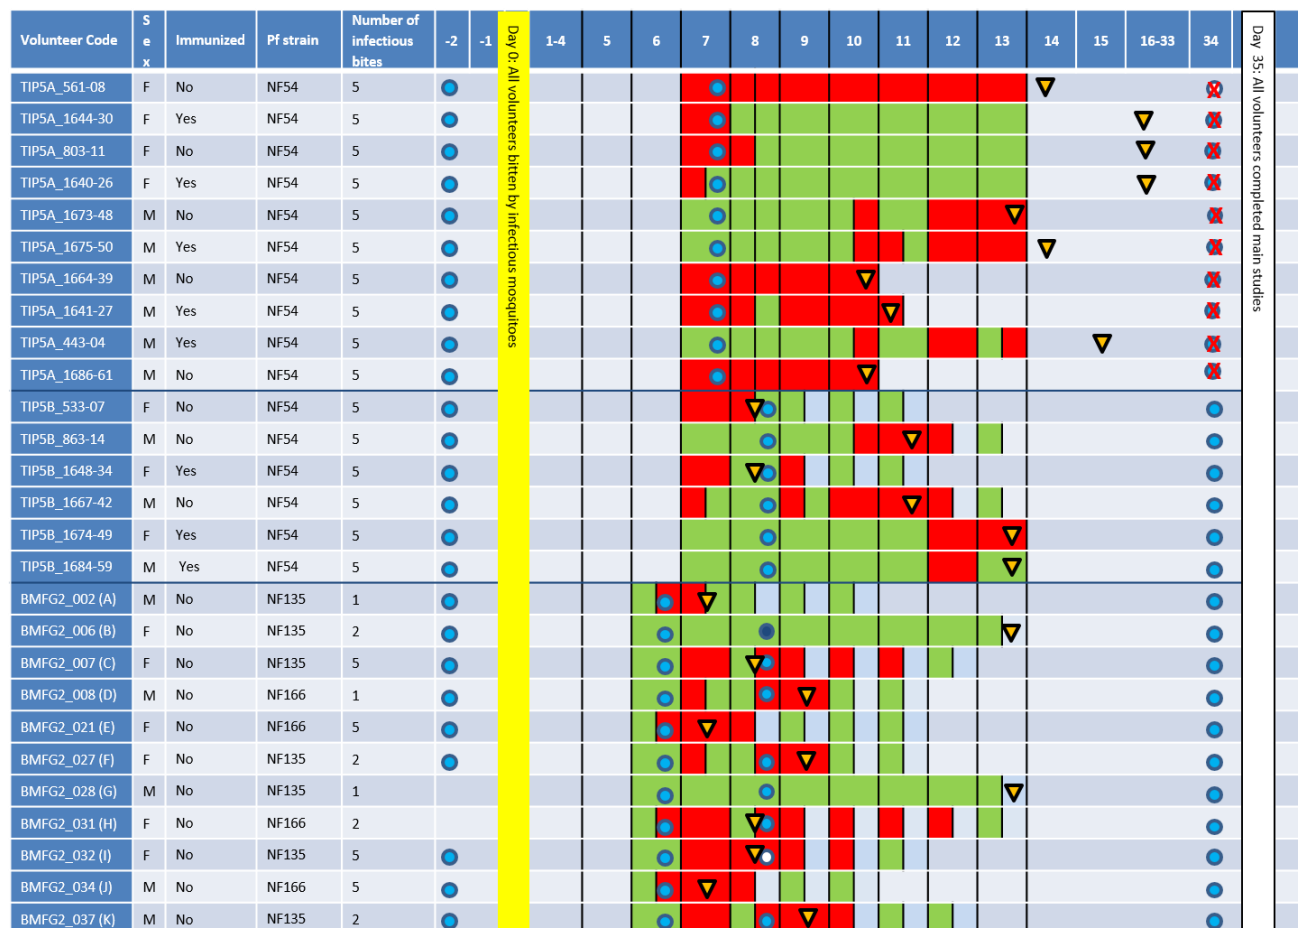 Volunteer Code Sex Immunized Pf strain Number of infectious bites -2 -1 1-4 5 6 7 8 9 10 11 12 13 14 15 16-33 34
Day 0: All volunteers bitten by infectious mosquitoes
Day 35: All volunteers completed main studies
TIP5A_561-08 F No NF54 5
TIP5A_1644-30 F Yes NF54 5
TIP5A_803-11 F No NF54 5
TIP5A_1640-26 F Yes NF54 5
TIP5A_1673-48 M No NF54 5
TIP5A_1675-50 M Yes NF54 5
TIP5A_1664-39 M No NF54 5
TIP5A_1641-27 M Yes NF54 5
TIP5A_443-04 M Yes NF54 5
TIP5A_1686-61 M No NF54 5
TIP5B_533-07 F No NF54 5
TIP5B_863-14 M No NF54 5
TIP5B_1648-34 F Yes NF54 5
TIP5B_1667-42 M No NF54 5
TIP5B_1674-49 F Yes NF54 5
TIP5B_1684-59 M Yes NF54 5
BMFG2_002 (A) M No NF135 1
BMFG2_006 (B) F No NF135 2
BMFG2_007 (C) F No NF135 5
BMFG2_008 (D) M No NF166 1
BMFG2_021 (E) F No NF166 5
BMFG2_027 (F) F No NF135 2
BMFG2_028 (G) M No NF135 1
BMFG2_031 (H) F No NF166 2
BMFG2_032 (I) F No NF135 5
BMFG2_034 (J) M No NF166 5
BMFG2_037 (K) M No NF135 2